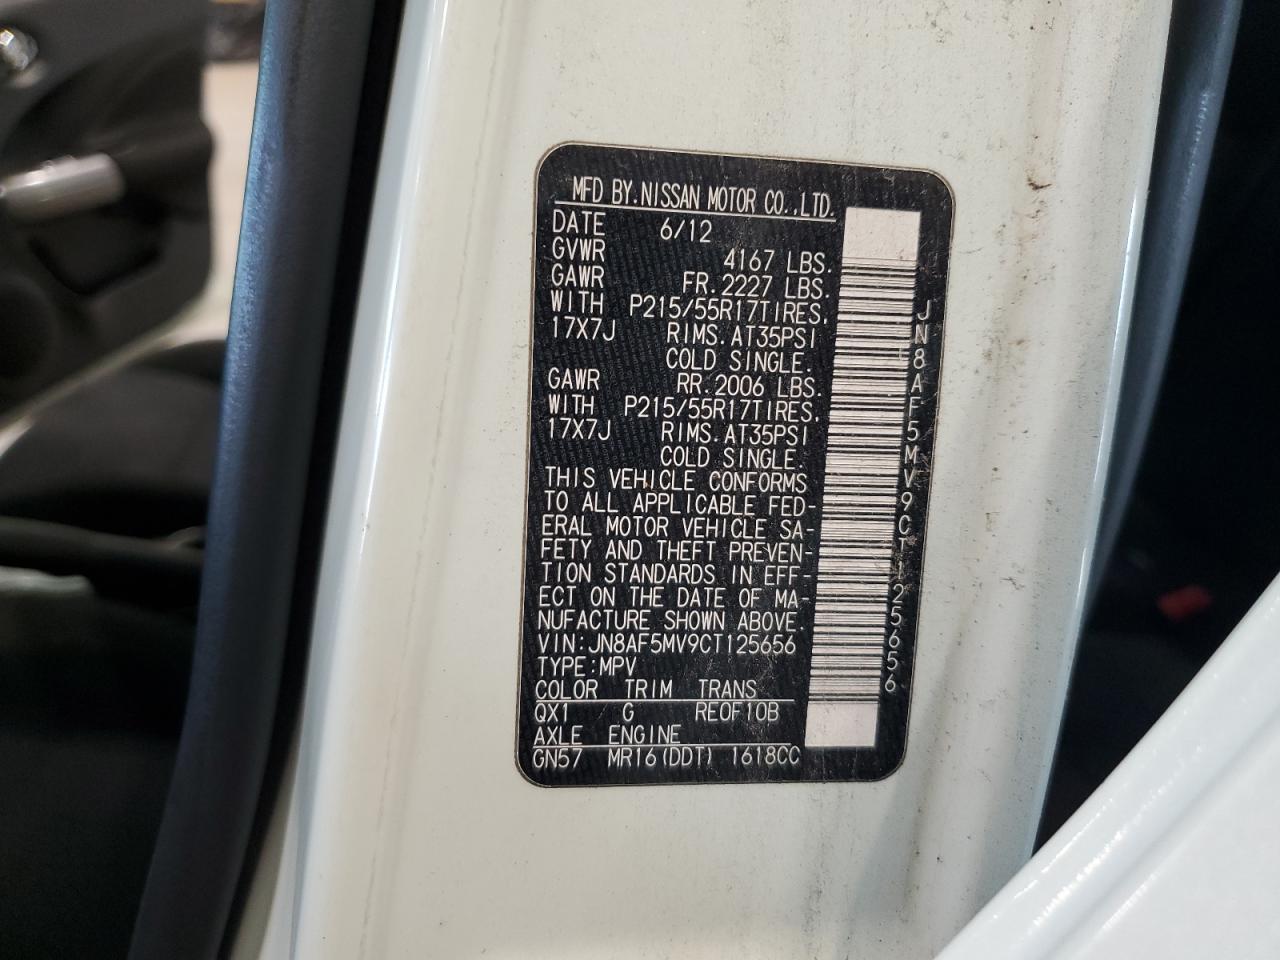 MFD BY.NISSAN MOTOR CO.,LTD.
DATE 6/12
GVWR 4167 LBS.
GAWR FR.2227 LBS.
WITH P215/55R17TIRES,
17X7J RIMS.AT35PSI
COLD SINGLE.
GAWR RR.2006 LBS.
WITH P215/55R17TIRES,
17X7J RIMS.AT35PSI
COLD SINGLE.
THIS VEHICLE CONFORMS
TO ALL APPLICABLE FED-
ERAL MOTOR VEHICLE SA-
FETY AND THEFT PREVEN-
TION STANDARDS IN EFF-
ECT ON THE DATE OF MA-
NUFACTURE SHOWN ABOVE.
VIN:JN8AF5MV9CT125656
TYPE:MPV
COLOR TRIM TRANS
QX1 G RE0F10B
AXLE ENGINE
GN57 MR16(DDT) 1618CC
JN8AF5MV9CT125656